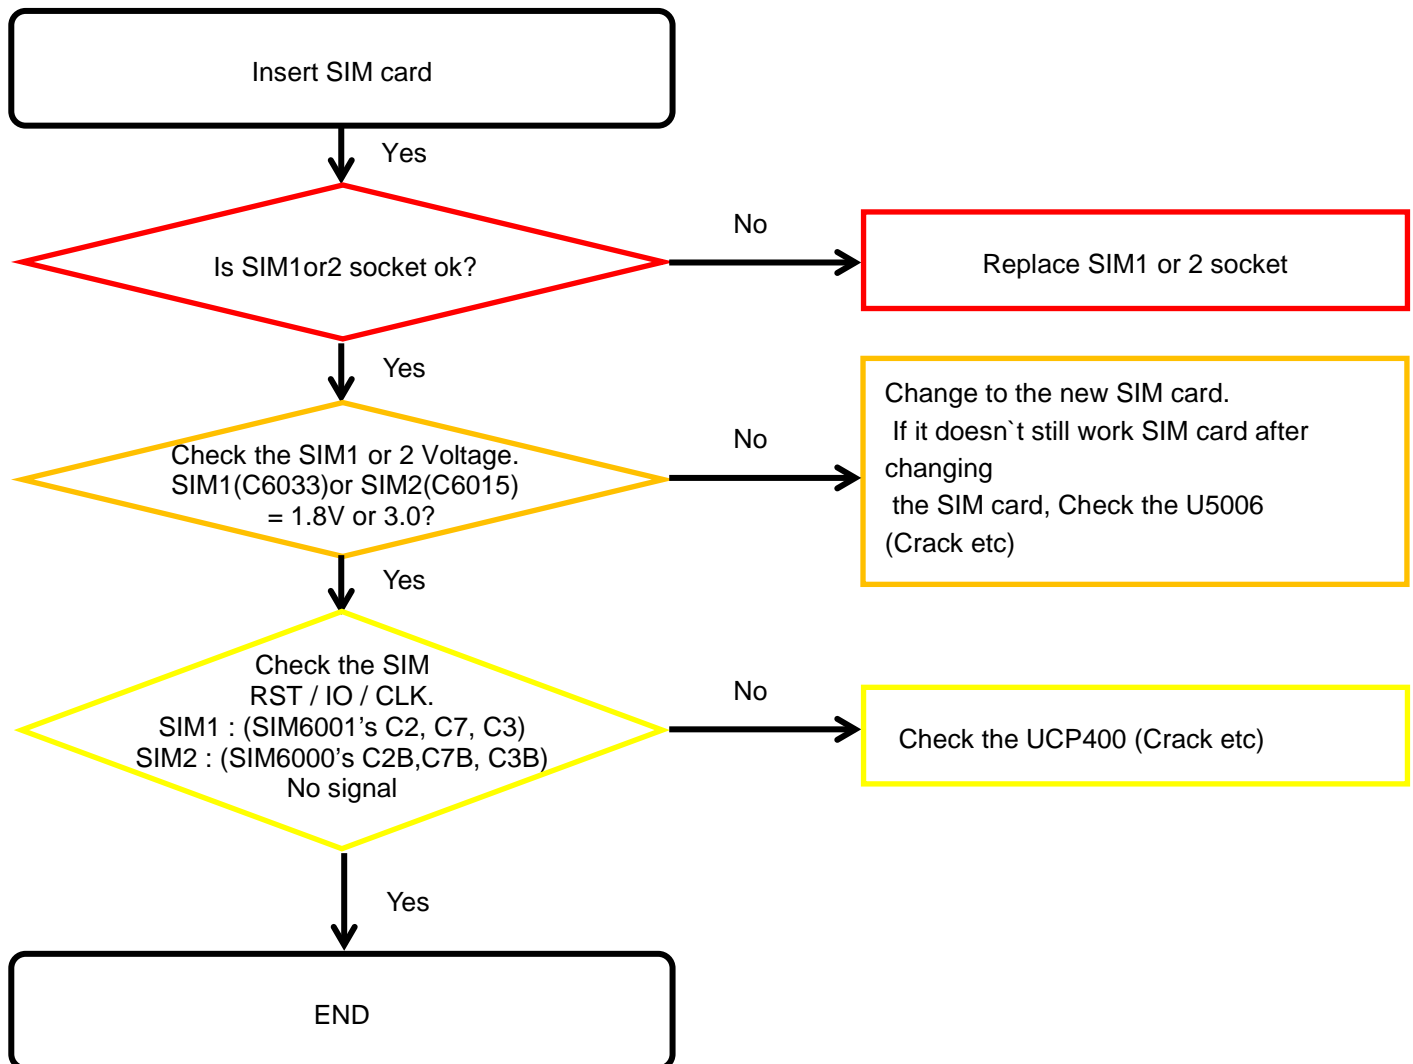 Insert SIM card
Yes
Is SIM1or2 socket ok?
No
Replace SIM1 or 2 socket
Yes
Check the SIM1 or 2 Voltage.
SIM1(C6033)or SIM2(C6015)
= 1.8V or 3.0?
No
Change to the new SIM card.
If it doesn`t still work SIM card after
changing
the SIM card, Check the U5006
(Crack etc)
Yes
Check the SIM
RST / IO / CLK.
SIM1 : (SIM6001’s C2, C7, C3)
SIM2 : (SIM6000’s C2B,C7B, C3B)
No signal
No
Check the UCP400 (Crack etc)
Yes
END